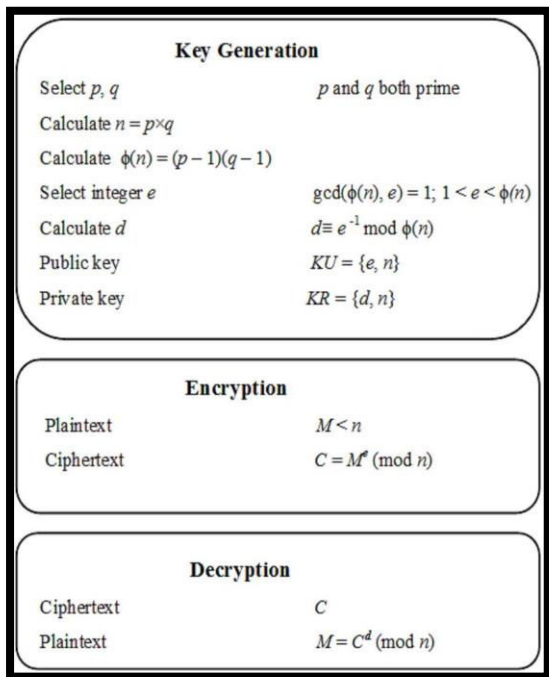 Key Generation
Select p, q p and q both prime
Calculate n = p×q
Calculate ϕ(n) = (p − 1)(q − 1)
Select integer e gcd(ϕ(n), e) = 1; 1 < e < ϕ(n)
Calculate d d≡ e⁻¹ mod ϕ(n)
Public key KU = {e, n}
Private key KR = {d, n}
Encryption
Plaintext M < n
Ciphertext C = Mᵉ (mod n)
Decryption
Ciphertext C
Plaintext M = Cᵈ (mod n)